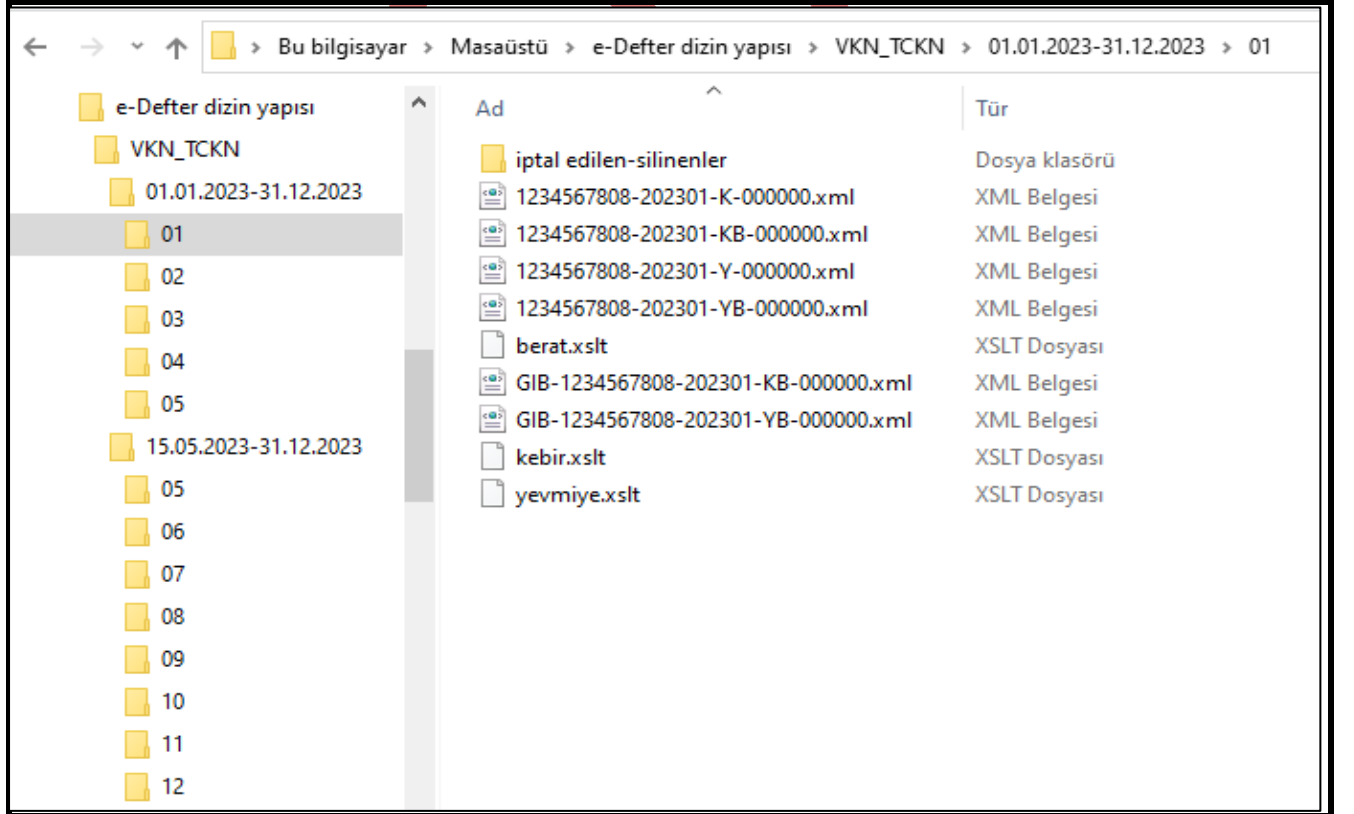 Bu bilgisayar > Masaüstü > e-Defter dizin yapısı > VKN_TCKN > 01.01.2023-31.12.2023 > 01
e-Defter dizin yapısı
VKN_TCKN
01.01.2023-31.12.2023
01
02
03
04
05
15.05.2023-31.12.2023
05
06
07
08
09
10
11
12
Ad Tür
iptal edilen-silinenler Dosya klasörü
1234567808-202301-K-000000.xml XML Belgesi
1234567808-202301-KB-000000.xml XML Belgesi
1234567808-202301-Y-000000.xml XML Belgesi
1234567808-202301-YB-000000.xml XML Belgesi
berat.xslt XSLT Dosyası
GIB-1234567808-202301-KB-000000.xml XML Belgesi
GIB-1234567808-202301-YB-000000.xml XML Belgesi
kebir.xslt XSLT Dosyası
yevmiye.xslt XSLT Dosyası